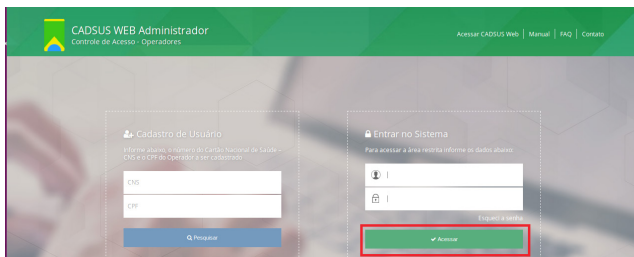 CADSUS WEB Administrador
Controle de Acesso - Operadores
Acessar CADSUS Web | Manual | FAQ | Contato
Cadastro de Usuário
Informe abaixo, o número do Cartão Nacional de Saúde –
CNS e o CPF do Operador a ser cadastrado
CNS
CPF
Pesquisar
Entrar no Sistema
Para acessar a área restrita informe os dados abaixo:
Esqueci a senha
Acessar